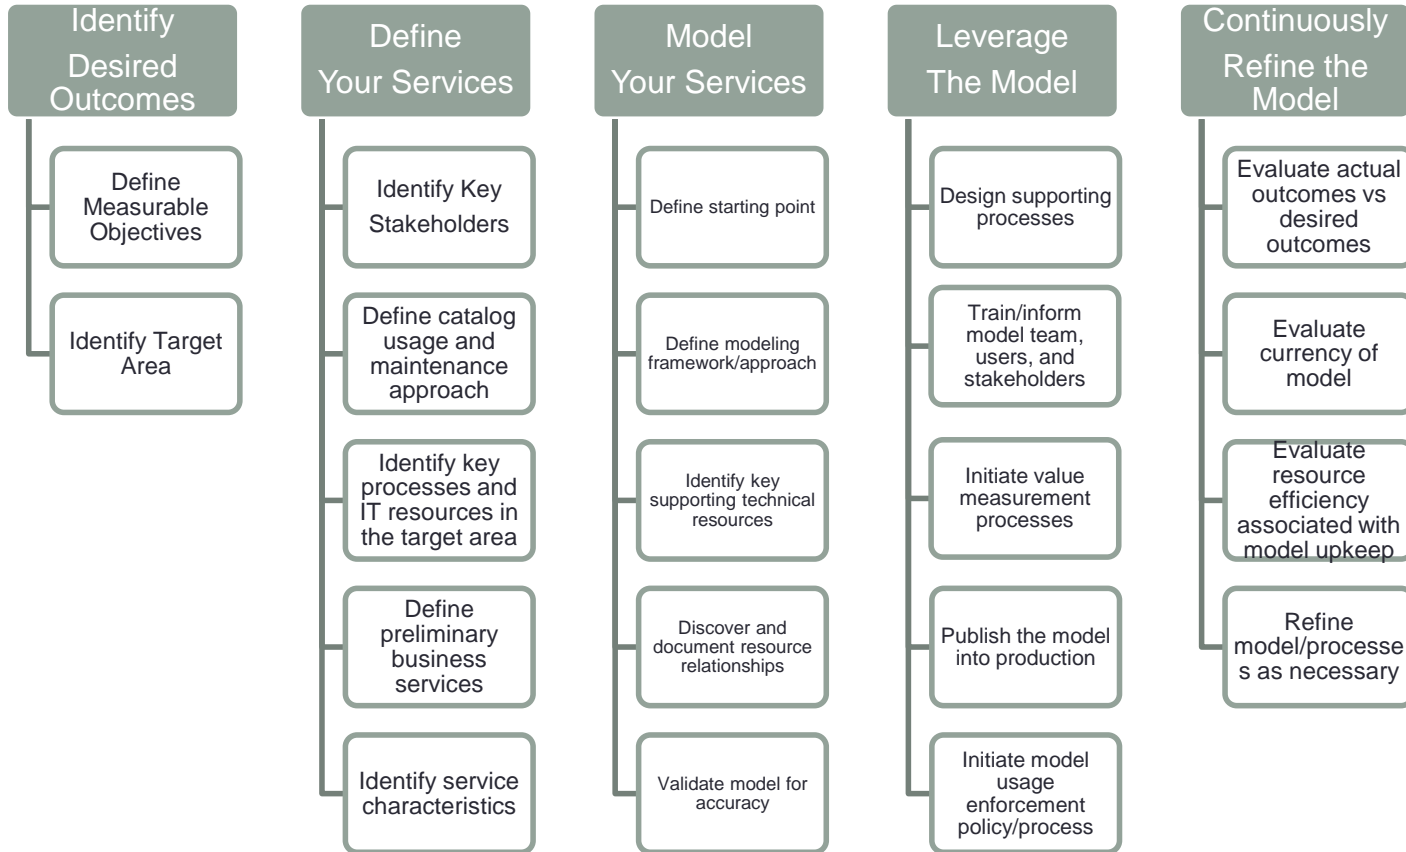 Identify
Desired
Outcomes
Define
Measurable
Objectives
Identify Target
Area
Define
Your Services
Identify Key
Stakeholders
Define catalog
usage and
maintenance
approach
Identify key
processes and
IT resources in
the target area
Define
preliminary
business
services
Identify service
characteristics
Model
Your Services
Define starting point
Define modeling
framework/approach
Identify key
supporting technical
resources
Discover and
document resource
relationships
Validate model for
accuracy
Leverage
The Model
Design supporting
processes
Train/inform
model team,
users, and
stakeholders
Initiate value
measurement
processes
Publish the model
into production
Initiate model
usage
enforcement
policy/process
Continuously
Refine the
Model
Evaluate actual
outcomes vs
desired
outcomes
Evaluate
currency of
model
Evaluate
resource
efficiency
associated with
model upkeep
Refine
model/processe
s as necessary